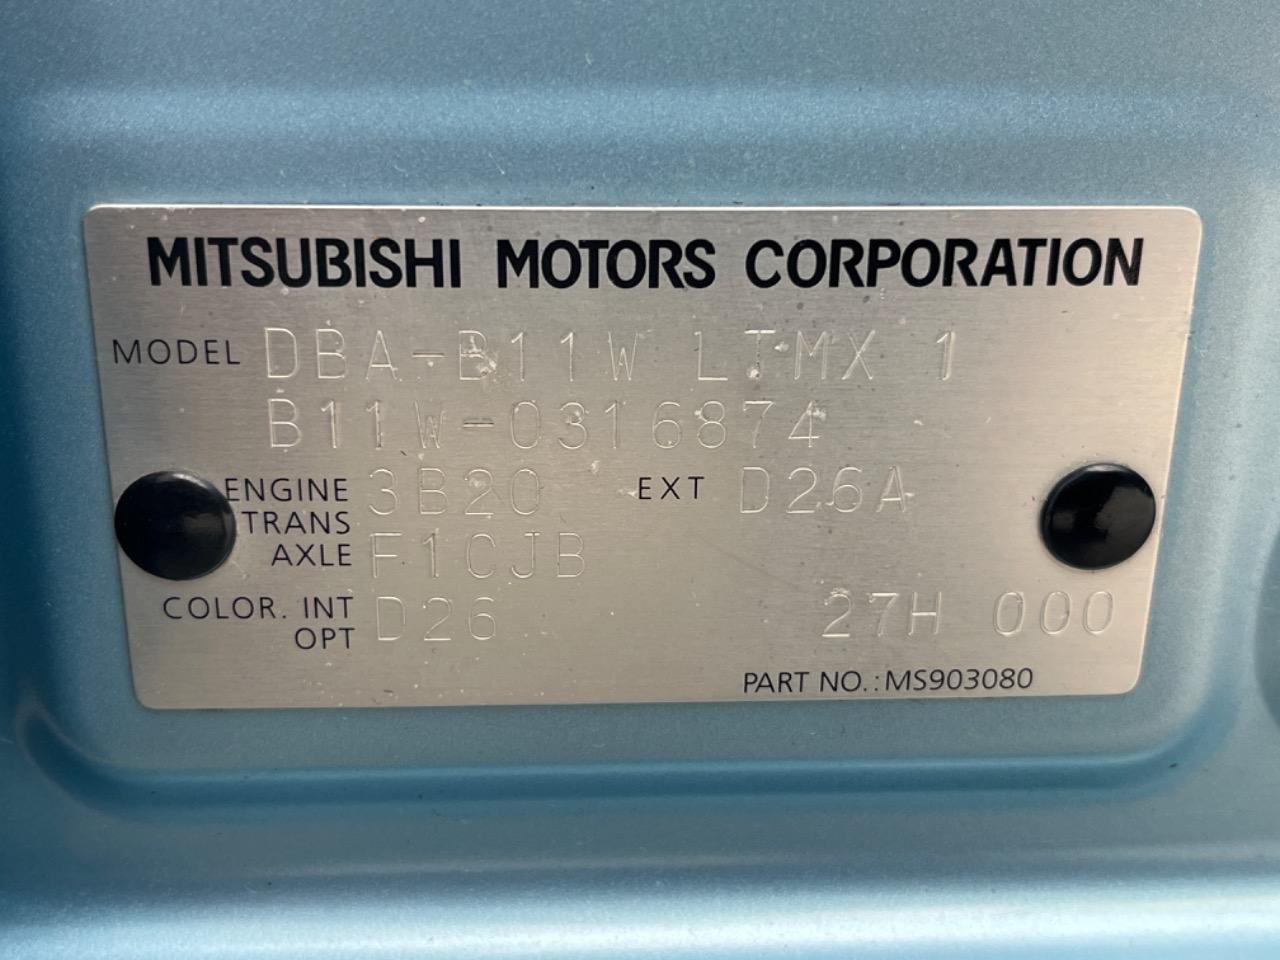 MITSUBISHI MOTORS CORPORATION
MODEL DBA-B11W LTMX 1
B11W-0316874
ENGINE 3B20 EXT D26A
TRANS
AXLE F1CJB
COLOR. INT
OPT D26 27H 000
PART NO.:MS903080